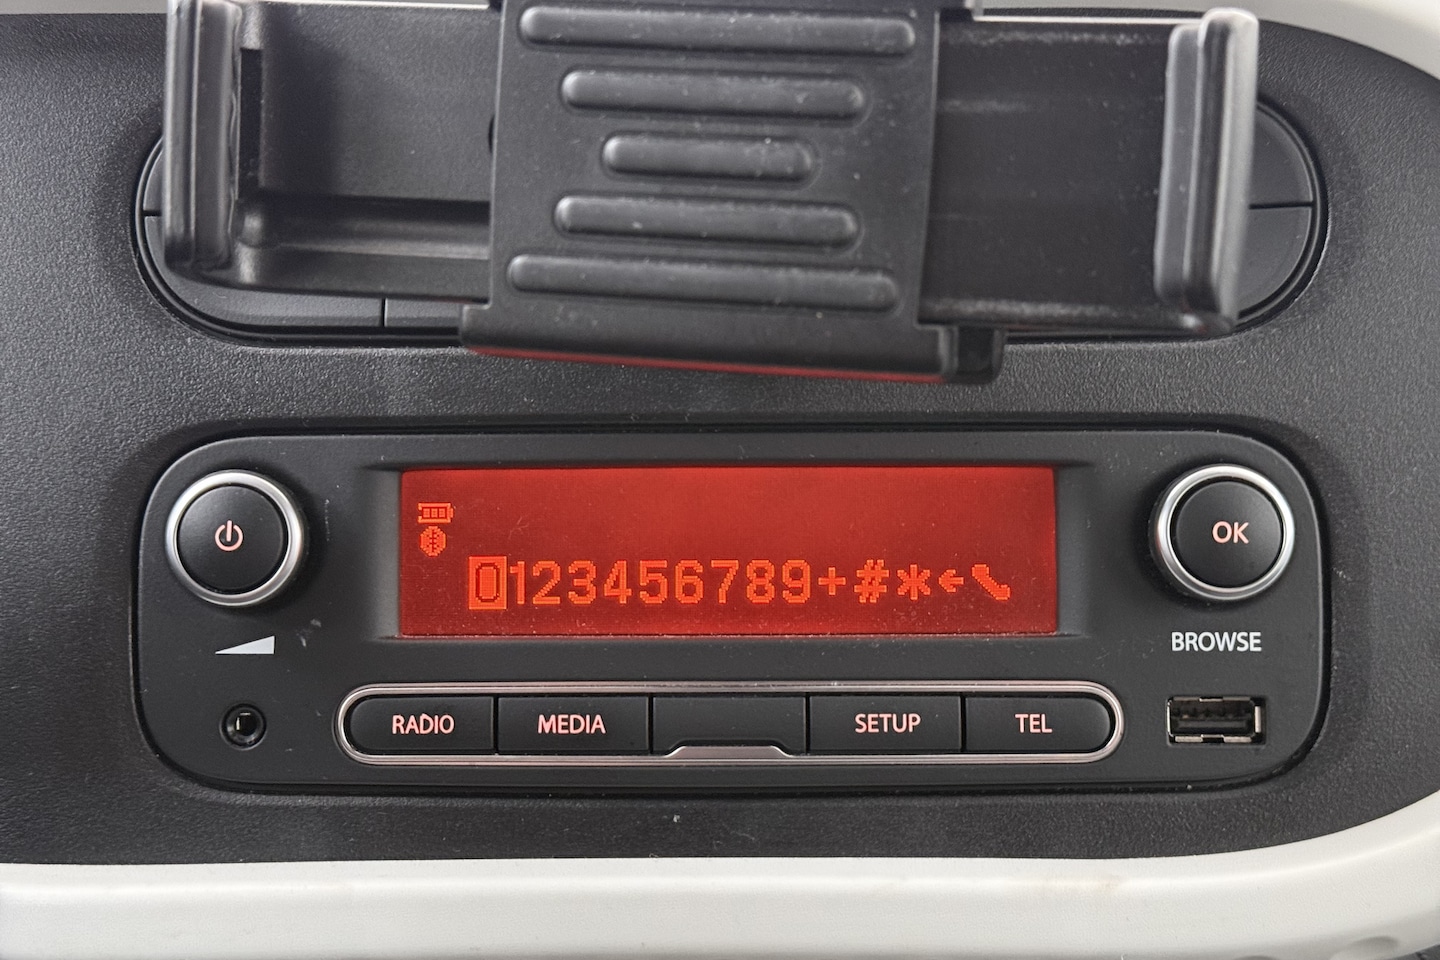 0123456789+#*←
OK
BROWSE
RADIO
MEDIA
SETUP
TEL